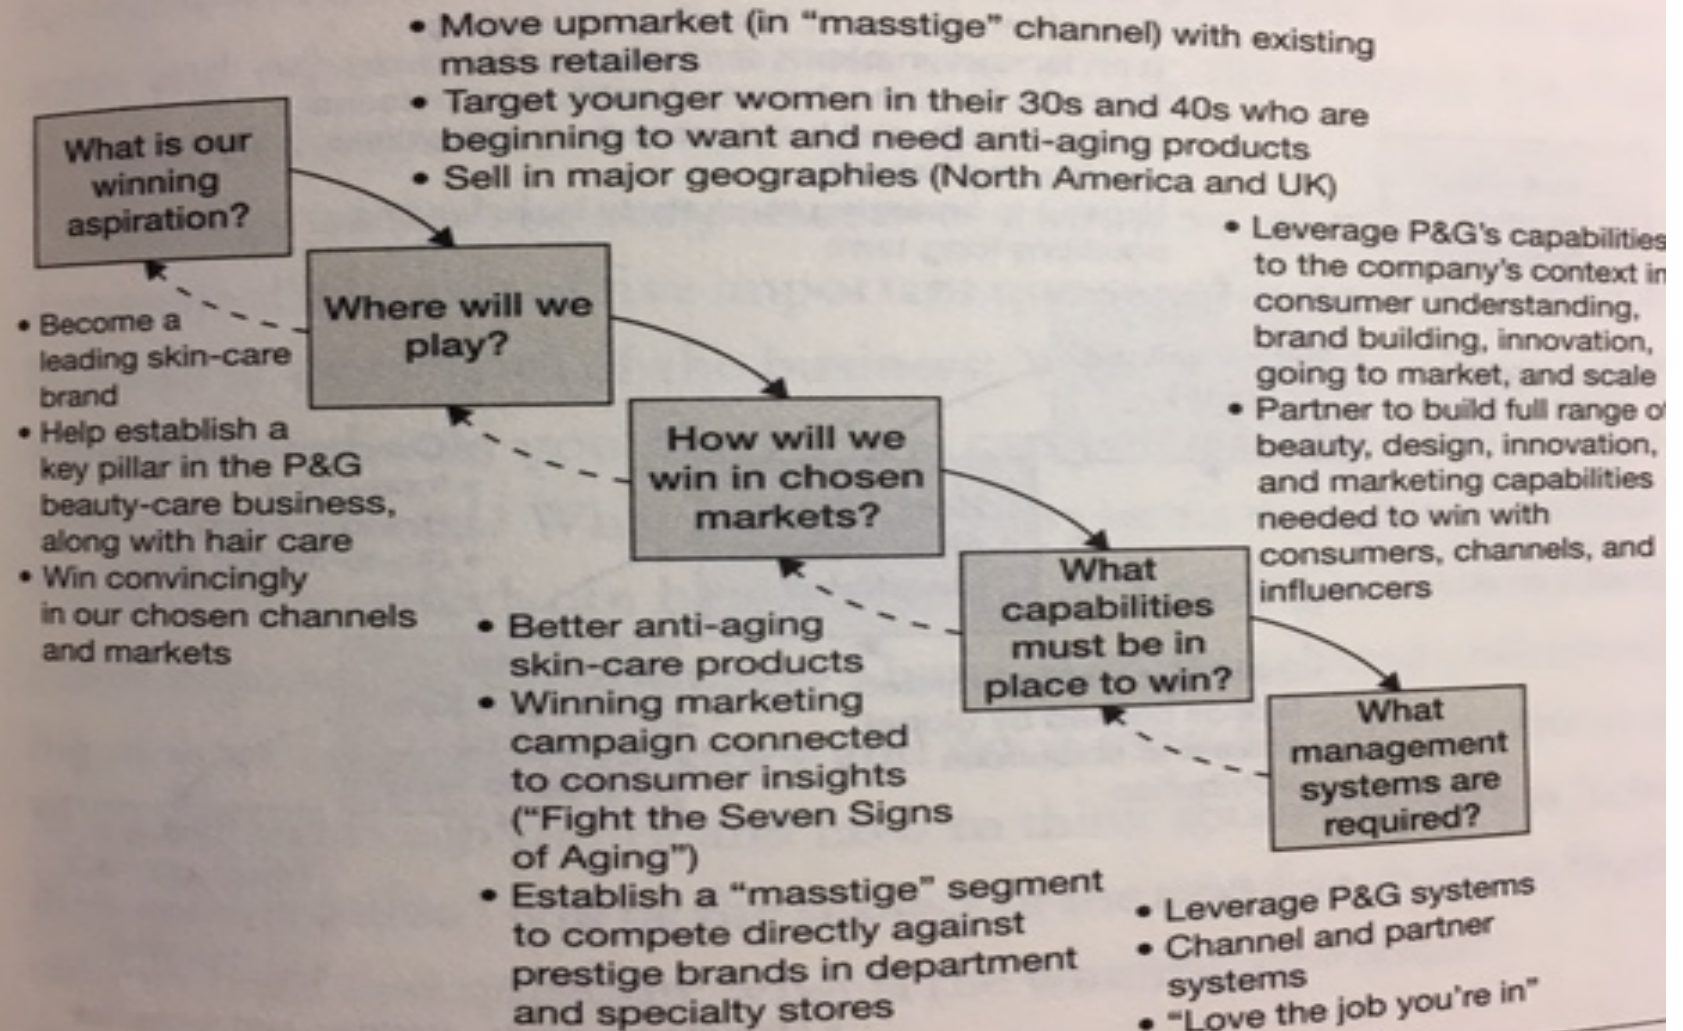 • Move upmarket (in “masstige” channel) with existing
mass retailers
• Target younger women in their 30s and 40s who are
beginning to want and need anti-aging products
• Sell in major geographies (North America and UK)
What is our
winning
aspiration?
• Become a
leading skin-care
brand
• Help establish a
key pillar in the P&G
beauty-care business,
along with hair care
• Win convincingly
in our chosen channels
and markets
Where will we
play?
How will we
win in chosen
markets?
• Better anti-aging
skin-care products
• Winning marketing
campaign connected
to consumer insights
(“Fight the Seven Signs
of Aging”)
• Establish a “masstige” segment
to compete directly against
prestige brands in department
and specialty stores
• Leverage P&G’s capabilities
to the company’s context in
consumer understanding,
brand building, innovation,
going to market, and scale
• Partner to build full range of
beauty, design, innovation,
and marketing capabilities
needed to win with
consumers, channels, and
influencers
What
capabilities
must be in
place to win?
What
management
systems are
required?
• Leverage P&G systems
• Channel and partner
systems
• “Love the job you’re in”